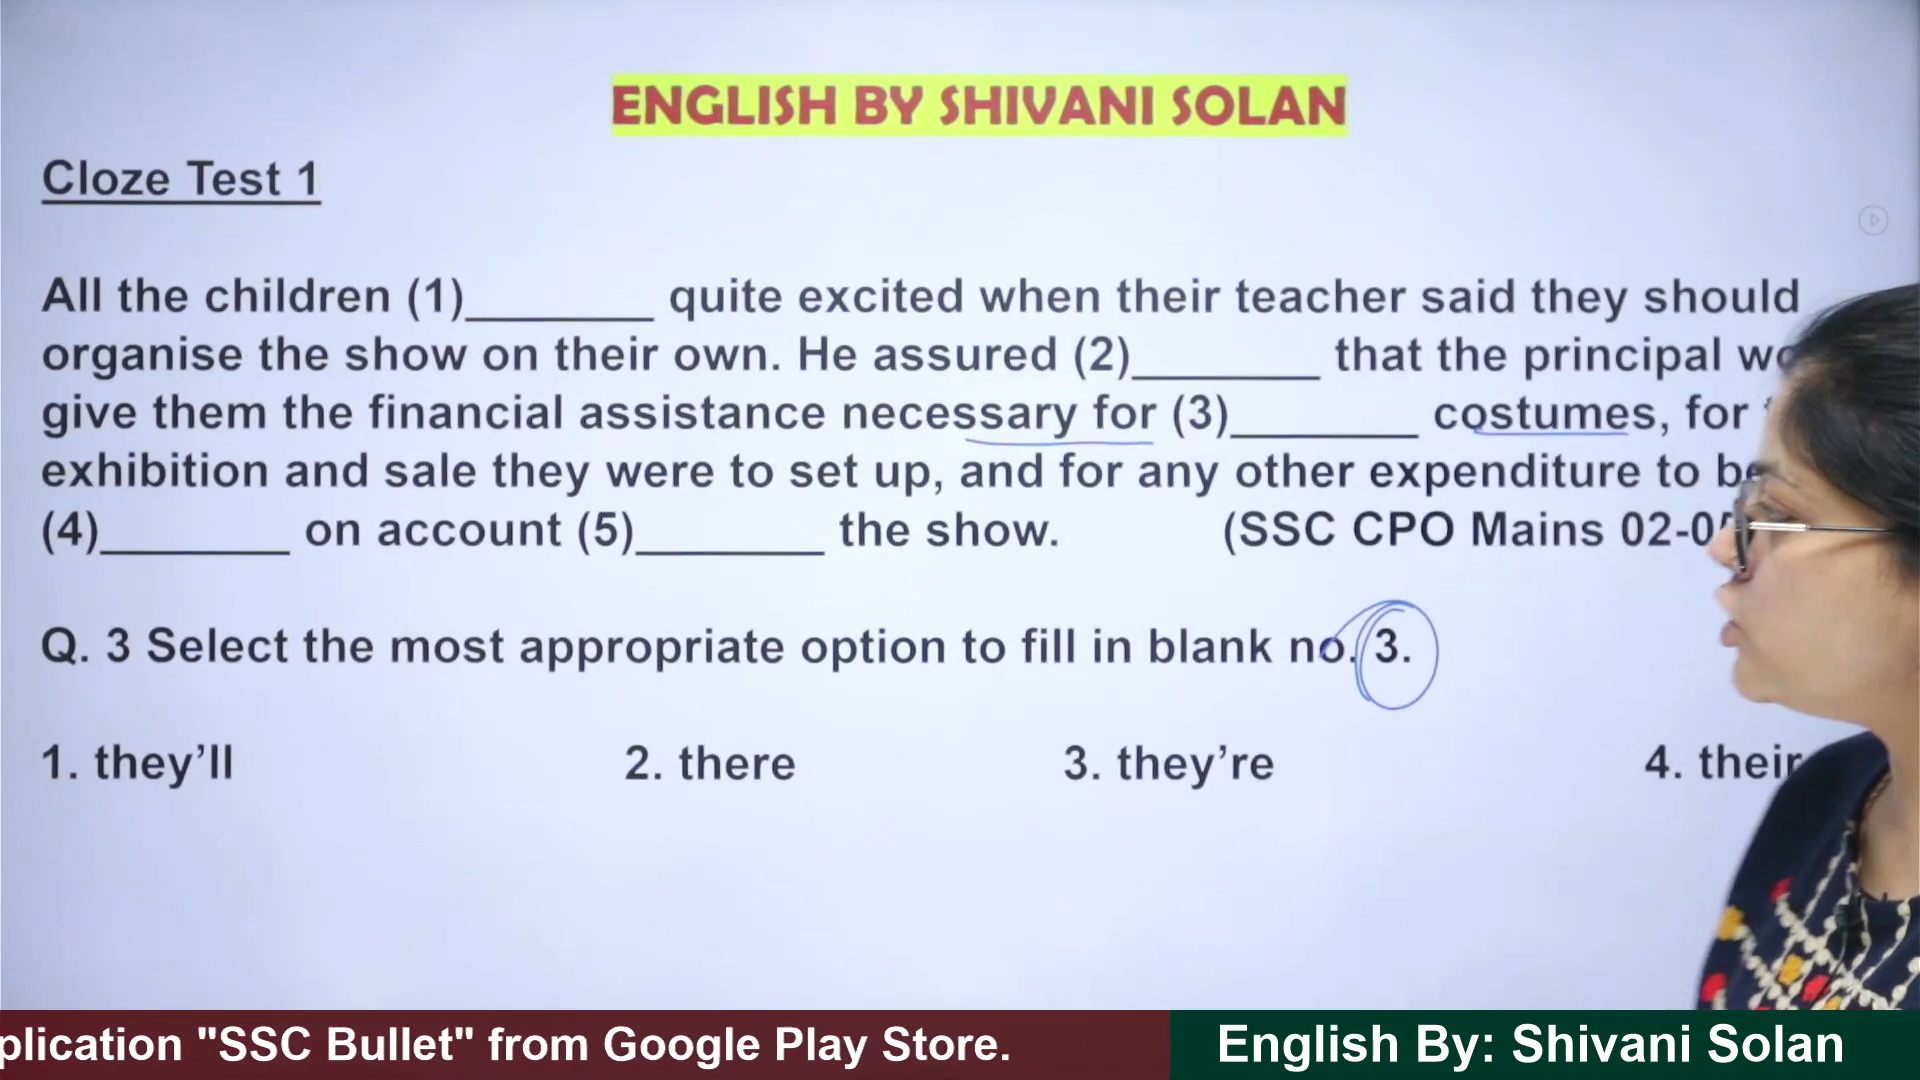 ENGLISH BY SHIVANI SOLAN
Cloze Test 1
All the children (1)________ quite excited when their teacher said they should
organise the show on their own. He assured (2)________ that the principal
give them the financial assistance necessary for (3)________ costumes, for
exhibition and sale they were to set up, and for any other expenditure to be
(4)________ on account (5)________ the show. (SSC CPO Mains
Q. 3 Select the most appropriate option to fill in blank no. 3.
1. they’ll 2. there 3. they’re 4. their
"SSC Bullet" from Google Play Store.
English By: Shivani Solan